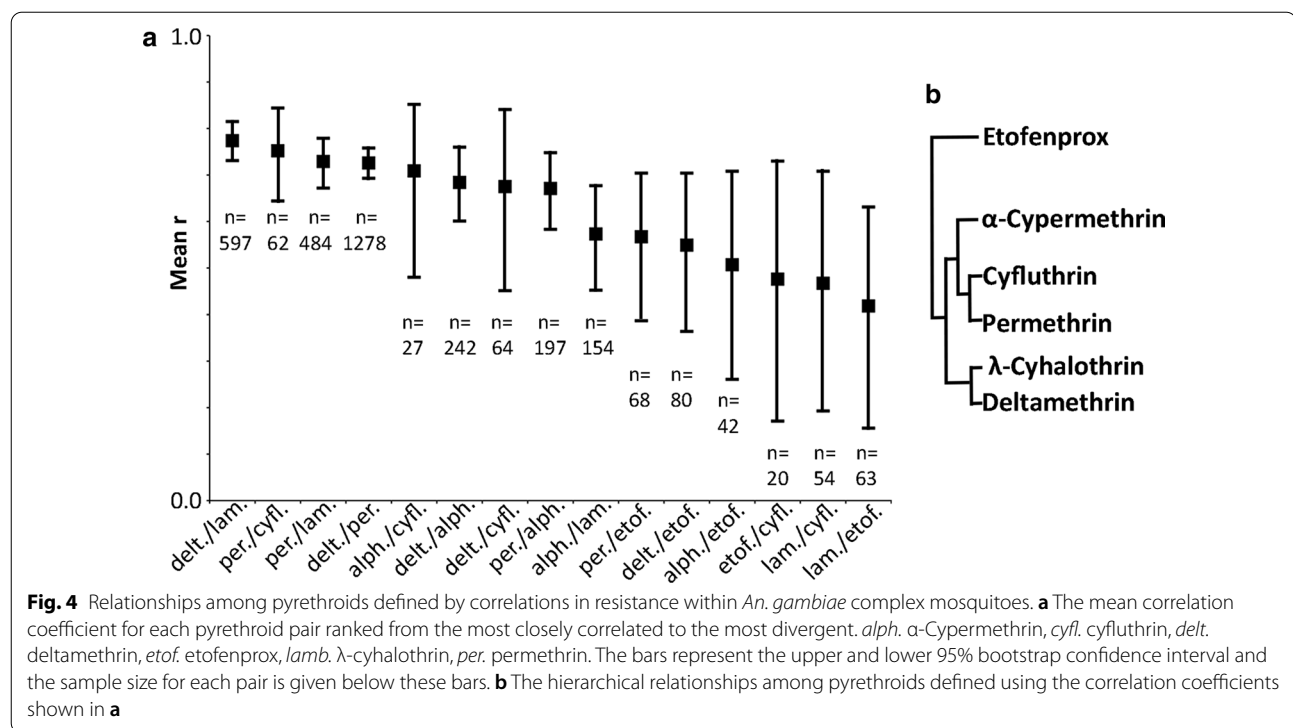 a
1.0
Mean r
0.0
n=
597
n=
62
n=
484
n=
1278
n=
27
n=
242
n=
64
n=
197
n=
154
n=
68
n=
80
n=
42
n=
20
n=
54
n=
63
delt./lam.
per./cyfl.
per./lam.
delt./per.
alph./cyfl.
delt./alph.
delt./cyfl.
per./alph.
alph./lam.
per./etof.
delt./etof.
alph./etof.
etof./cyfl.
lam./cyfl.
lam./etof.
b
Etofenprox
α-Cypermethrin
Cyfluthrin
Permethrin
λ-Cyhalothrin
Deltamethrin
Fig. 4 Relationships among pyrethroids defined by correlations in resistance within An. gambiae complex mosquitoes. a The mean correlation
coefficient for each pyrethroid pair ranked from the most closely correlated to the most divergent. alph. α-Cypermethrin, cyfl. cyfluthrin, delt.
deltamethrin, etof. etofenprox, lamb. λ-cyhalothrin, per. permethrin. The bars represent the upper and lower 95% bootstrap confidence interval and
the sample size for each pair is given below these bars. b The hierarchical relationships among pyrethroids defined using the correlation coefficients
shown in a